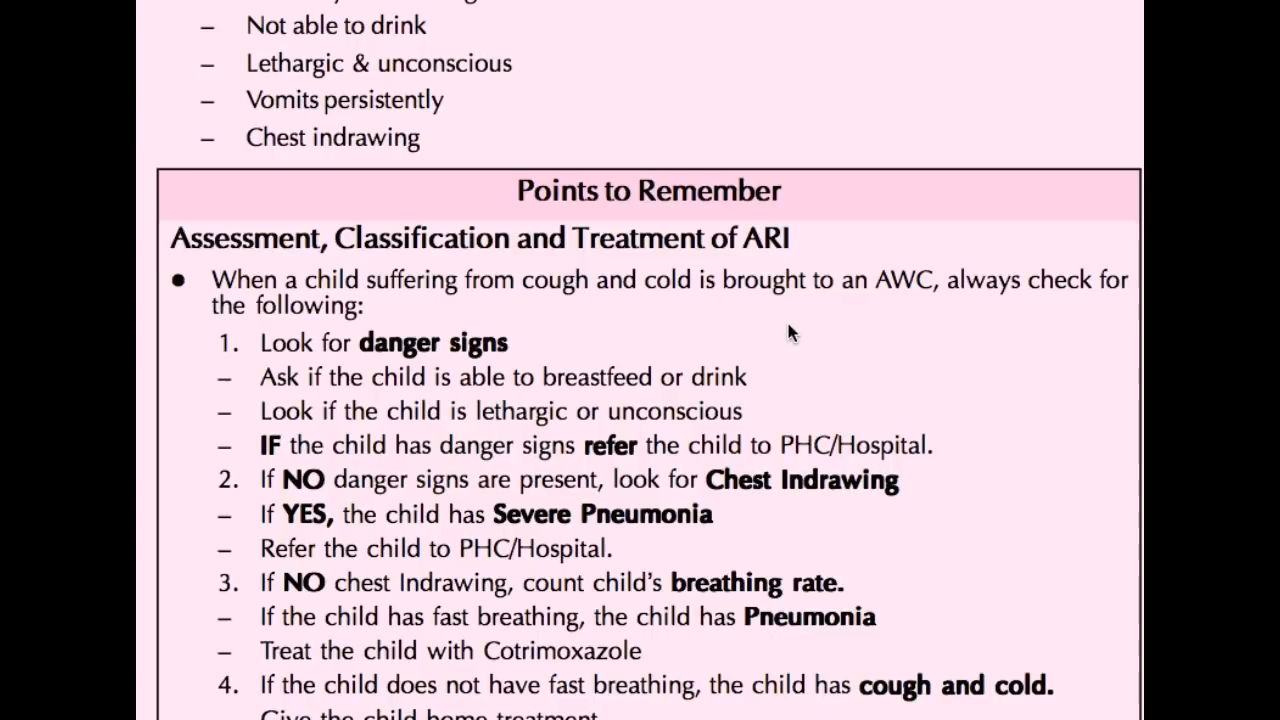 – Not able to drink
– Lethargic & unconscious
– Vomits persistently
– Chest indrawing
Points to Remember
Assessment, Classification and Treatment of ARI
● When a child suffering from cough and cold is brought to an AWC, always check for
the following:
1. Look for danger signs
– Ask if the child is able to breastfeed or drink
– Look if the child is lethargic or unconscious
– IF the child has danger signs refer the child to PHC/Hospital.
2. If NO danger signs are present, look for Chest Indrawing
– If YES, the child has Severe Pneumonia
– Refer the child to PHC/Hospital.
3. If NO chest Indrawing, count child's breathing rate.
– If the child has fast breathing, the child has Pneumonia
– Treat the child with Cotrimoxazole
4. If the child does not have fast breathing, the child has cough and cold.
Give the child home treatment